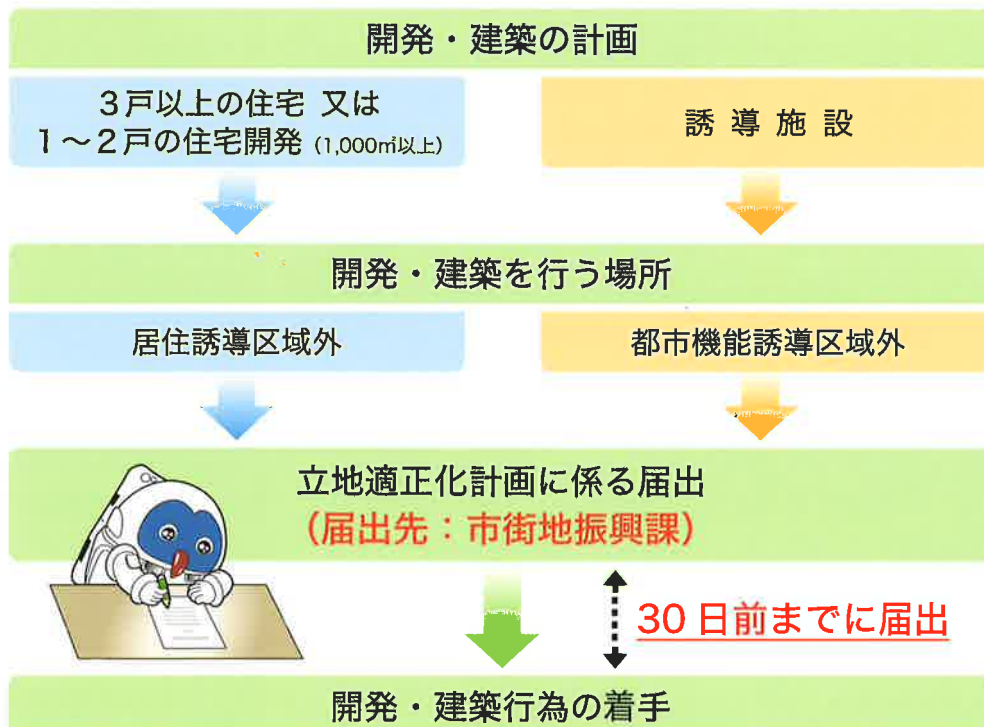 開発・建築の計画
3戸以上の住宅 又は
1～2戸の住宅開発 (1,000㎡以上)
誘導施設
開発・建築を行う場所
居住誘導区域外
都市機能誘導区域外
立地適正化計画に係る届出
(届出先：市街地振興課)
30日前までに届出
開発・建築行為の着手